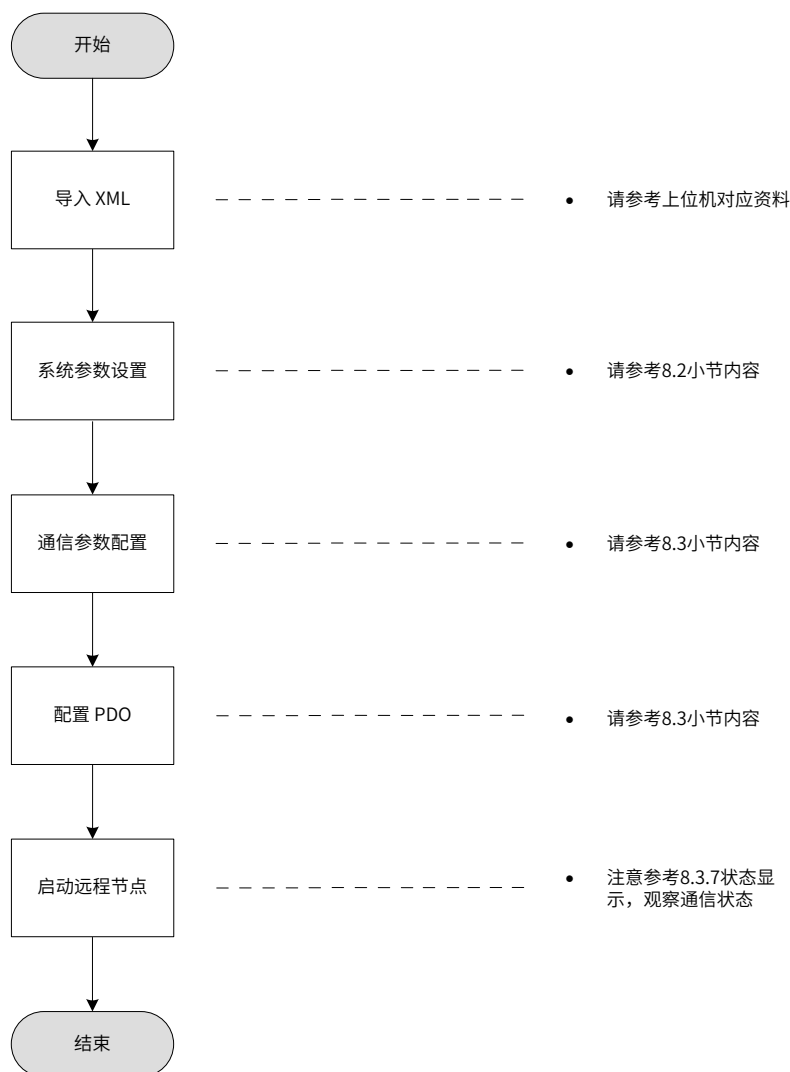 开始
导入 XML
请参考上位机对应资料
系统参数设置
请参考8.2小节内容
通信参数配置
请参考8.3小节内容
配置 PDO
请参考8.3小节内容
启动远程节点
注意参考8.3.7状态显
示，观察通信状态
结束